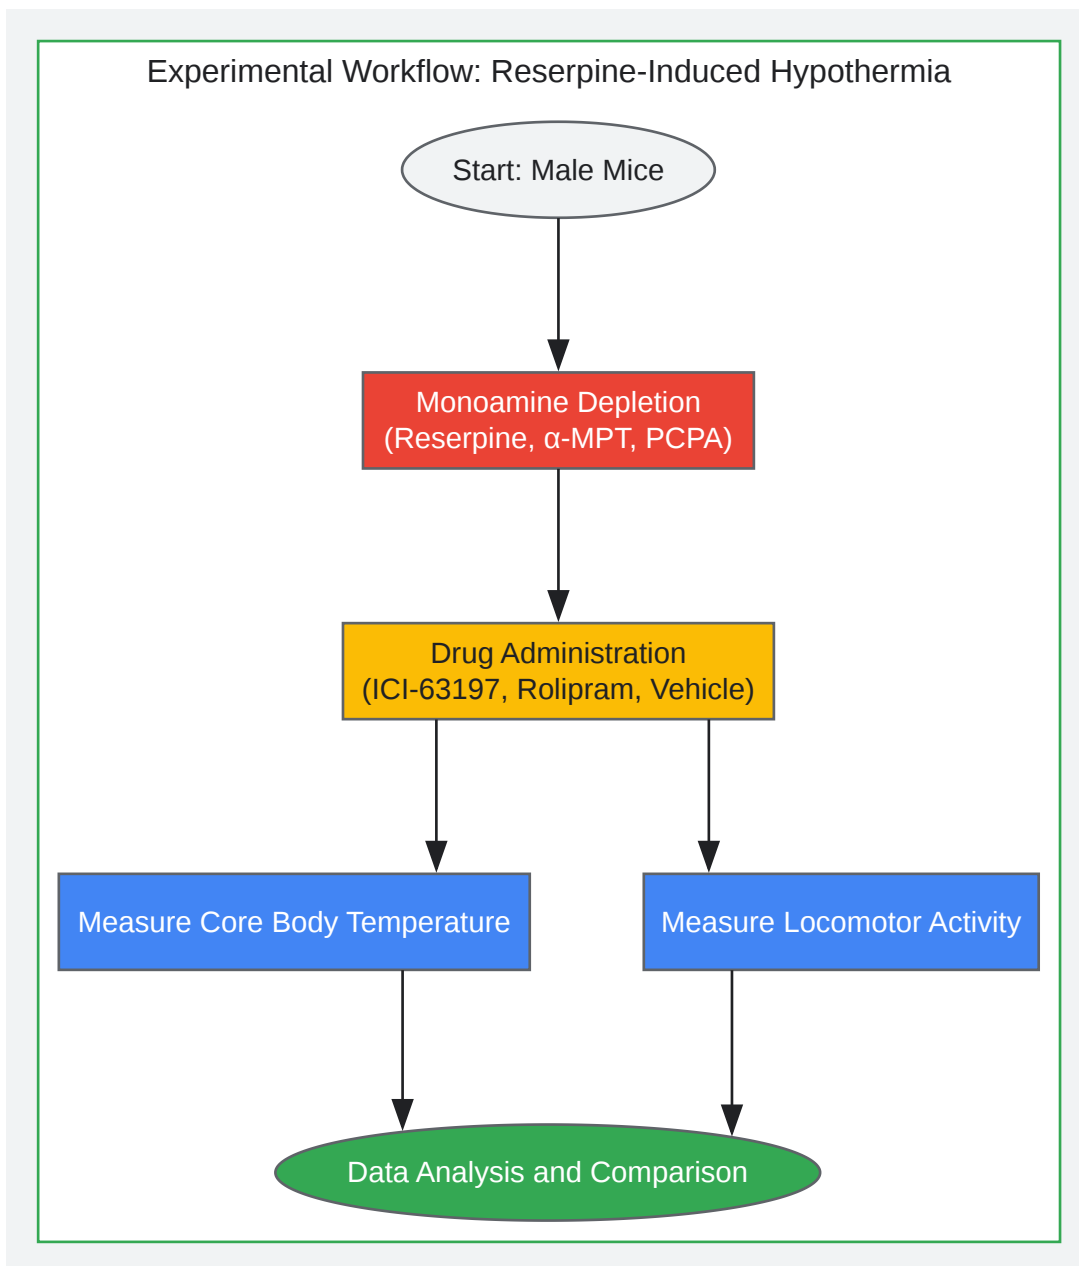 Experimental Workflow: Reserpine-Induced Hypothermia
Start: Male Mice
Monoamine Depletion
(Reserpine, α-MPT, PCPA)
Drug Administration
(ICI-63197, Rolipram, Vehicle)
Measure Core Body Temperature
Measure Locomotor Activity
Data Analysis and Comparison